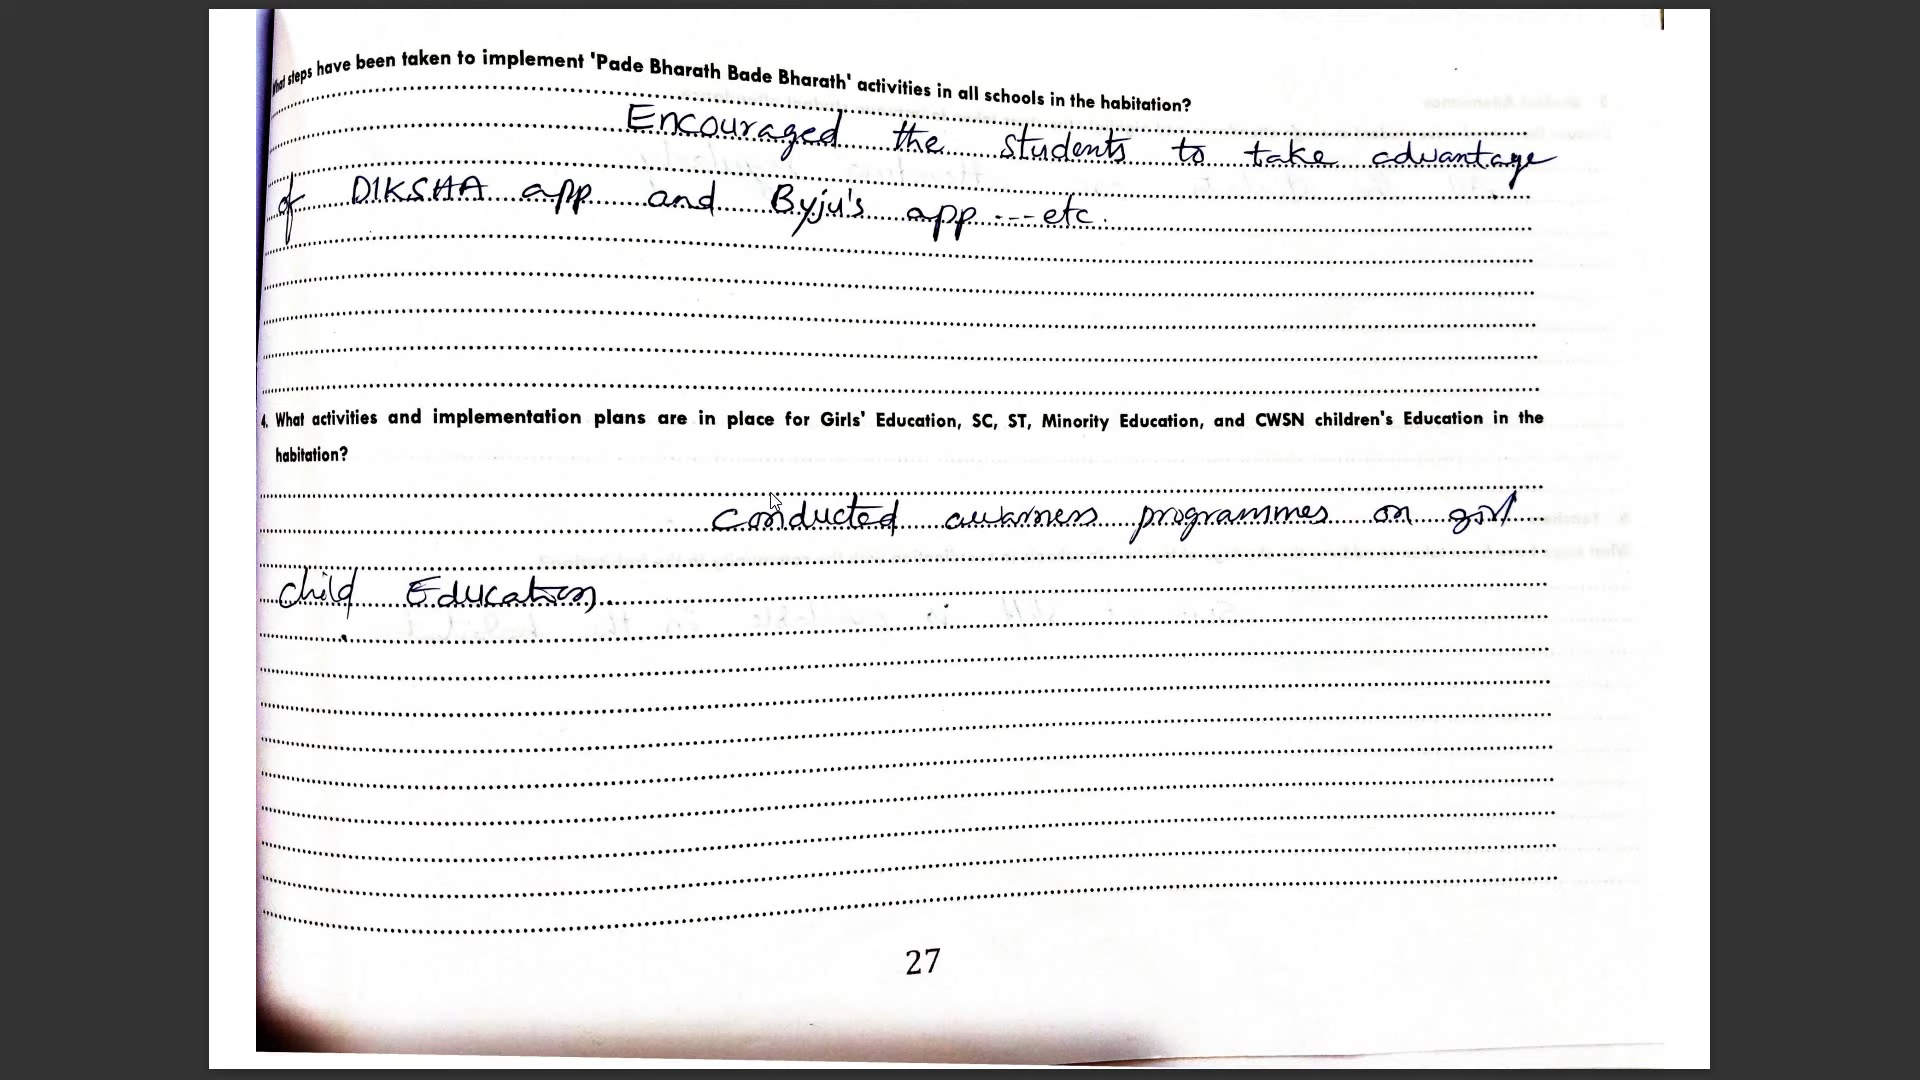 What steps have been taken to implement 'Pade Bharath Bade Bharath' activities in all schools in the habitation?
Encouraged the students to take advantage
of DIKSHA app and Byju's app ---etc.
4. What activities and implementation plans are in place for Girls' Education, SC, ST, Minority Education, and CWSN children's Education in the
habitation?
Conducted awarness programmes on girl
child Education.
27